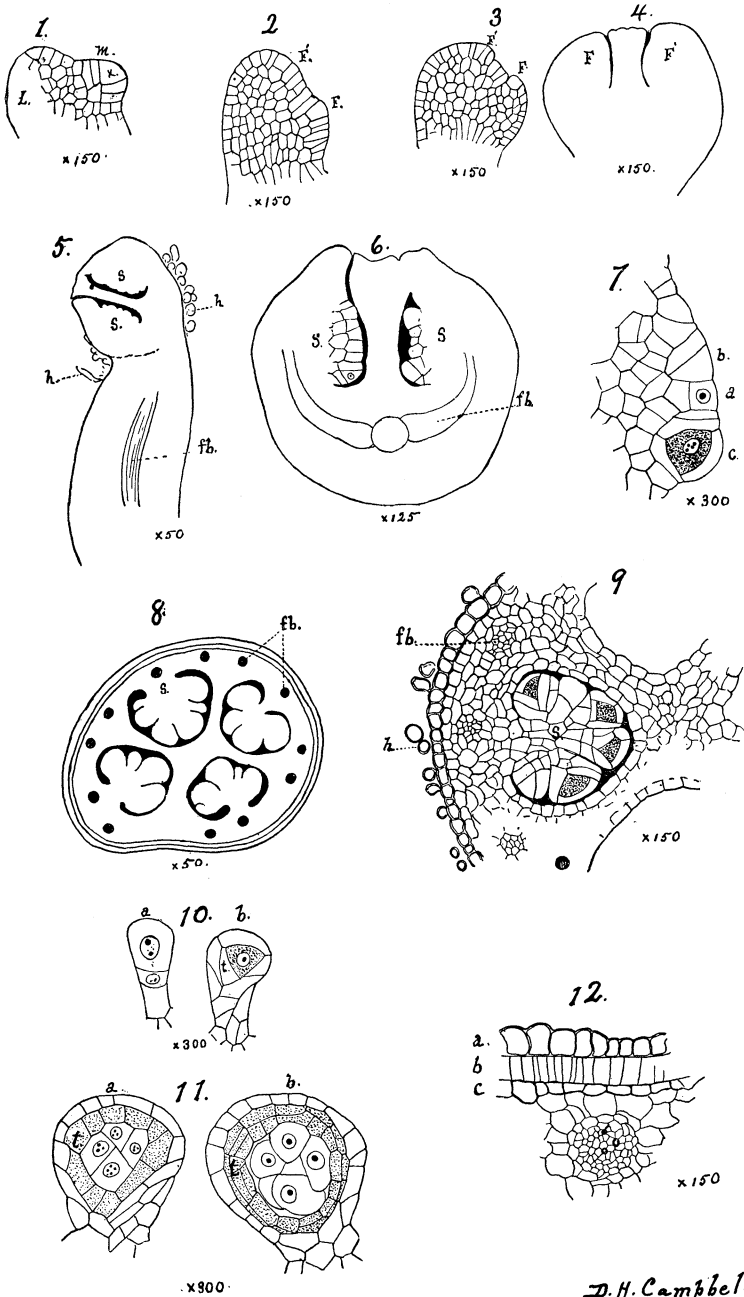 1.
m.
x.
L.
×150.
2
F'.
F.
.×150
3
F'
F
×150
4.
F
F'
×150.
5.
S
S.
h
h
fb.
×50
6.
S.
S
fb.
×125
7.
b.
a
c.
×300
8.
fb.
S.
×50.
9
fb.
S.
h
×150
10.
a
b.
t.
×300
11.
a
b.
t.
t.
.×300.
12.
a.
b
c
×150
D.H. Campbel